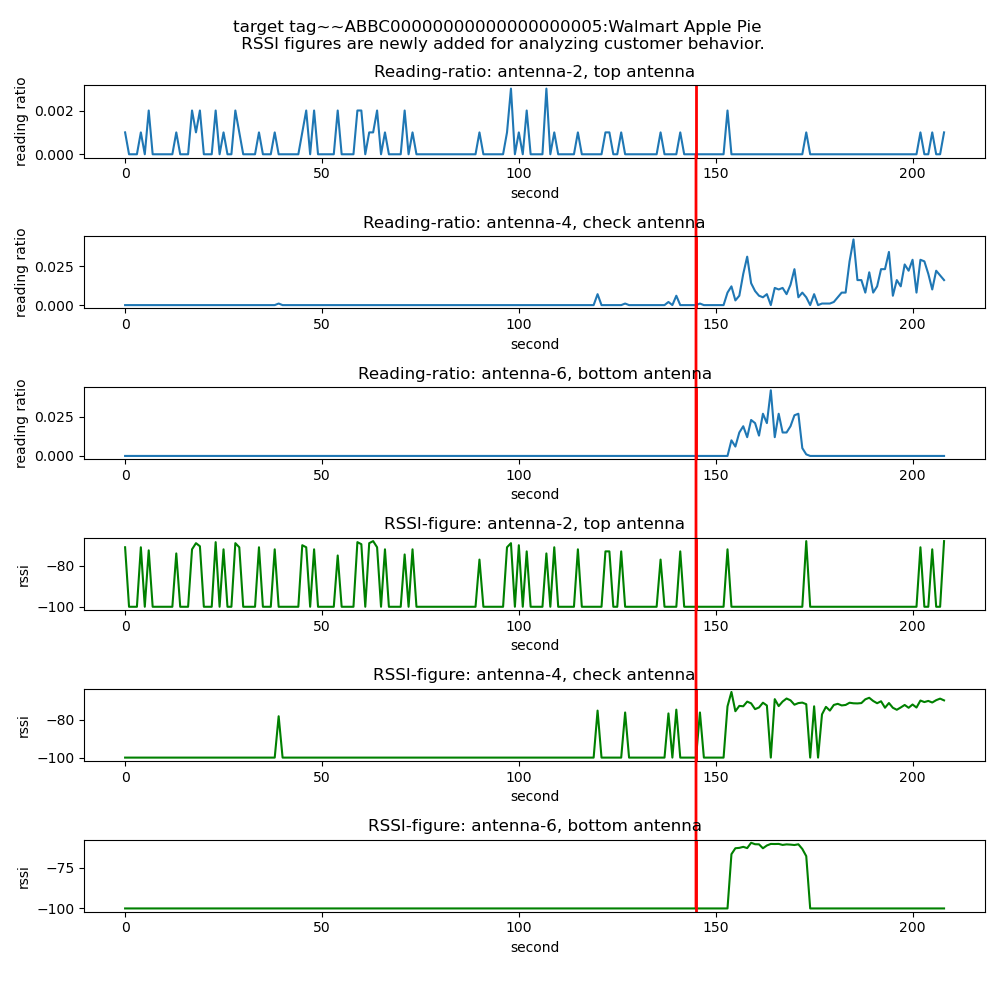 target tag~~ABBC00000000000000000005:Walmart Apple Pie
RSSI figures are newly added for analyzing customer behavior.
Reading-ratio: antenna-2, top antenna
reading ratio
0.002
0.000
0 50 100 150 200
second
Reading-ratio: antenna-4, check antenna
reading ratio
0.025
0.000
0 50 100 150 200
second
Reading-ratio: antenna-6, bottom antenna
reading ratio
0.025
0.000
0 50 100 150 200
second
RSSI-figure: antenna-2, top antenna
rssi
−80
−100
0 50 100 150 200
second
RSSI-figure: antenna-4, check antenna
rssi
−80
−100
0 50 100 150 200
second
RSSI-figure: antenna-6, bottom antenna
rssi
−75
−100
0 50 100 150 200
second